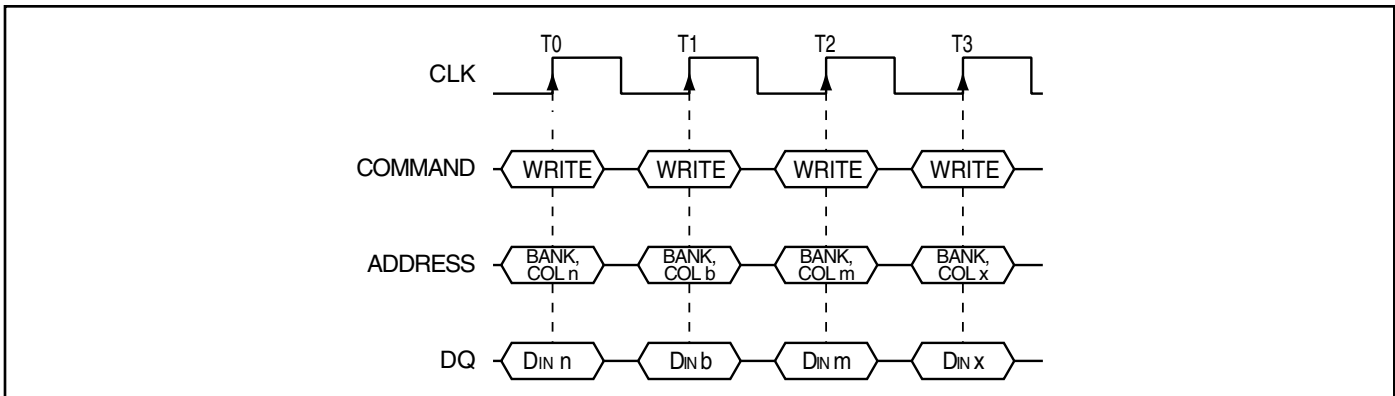 T0 T1 T2 T3
CLK
COMMAND WRITE WRITE WRITE WRITE
ADDRESS BANK, BANK, BANK, BANK,
COL n COL b COL m COL x
DQ DIN n DIN b DIN m DIN x